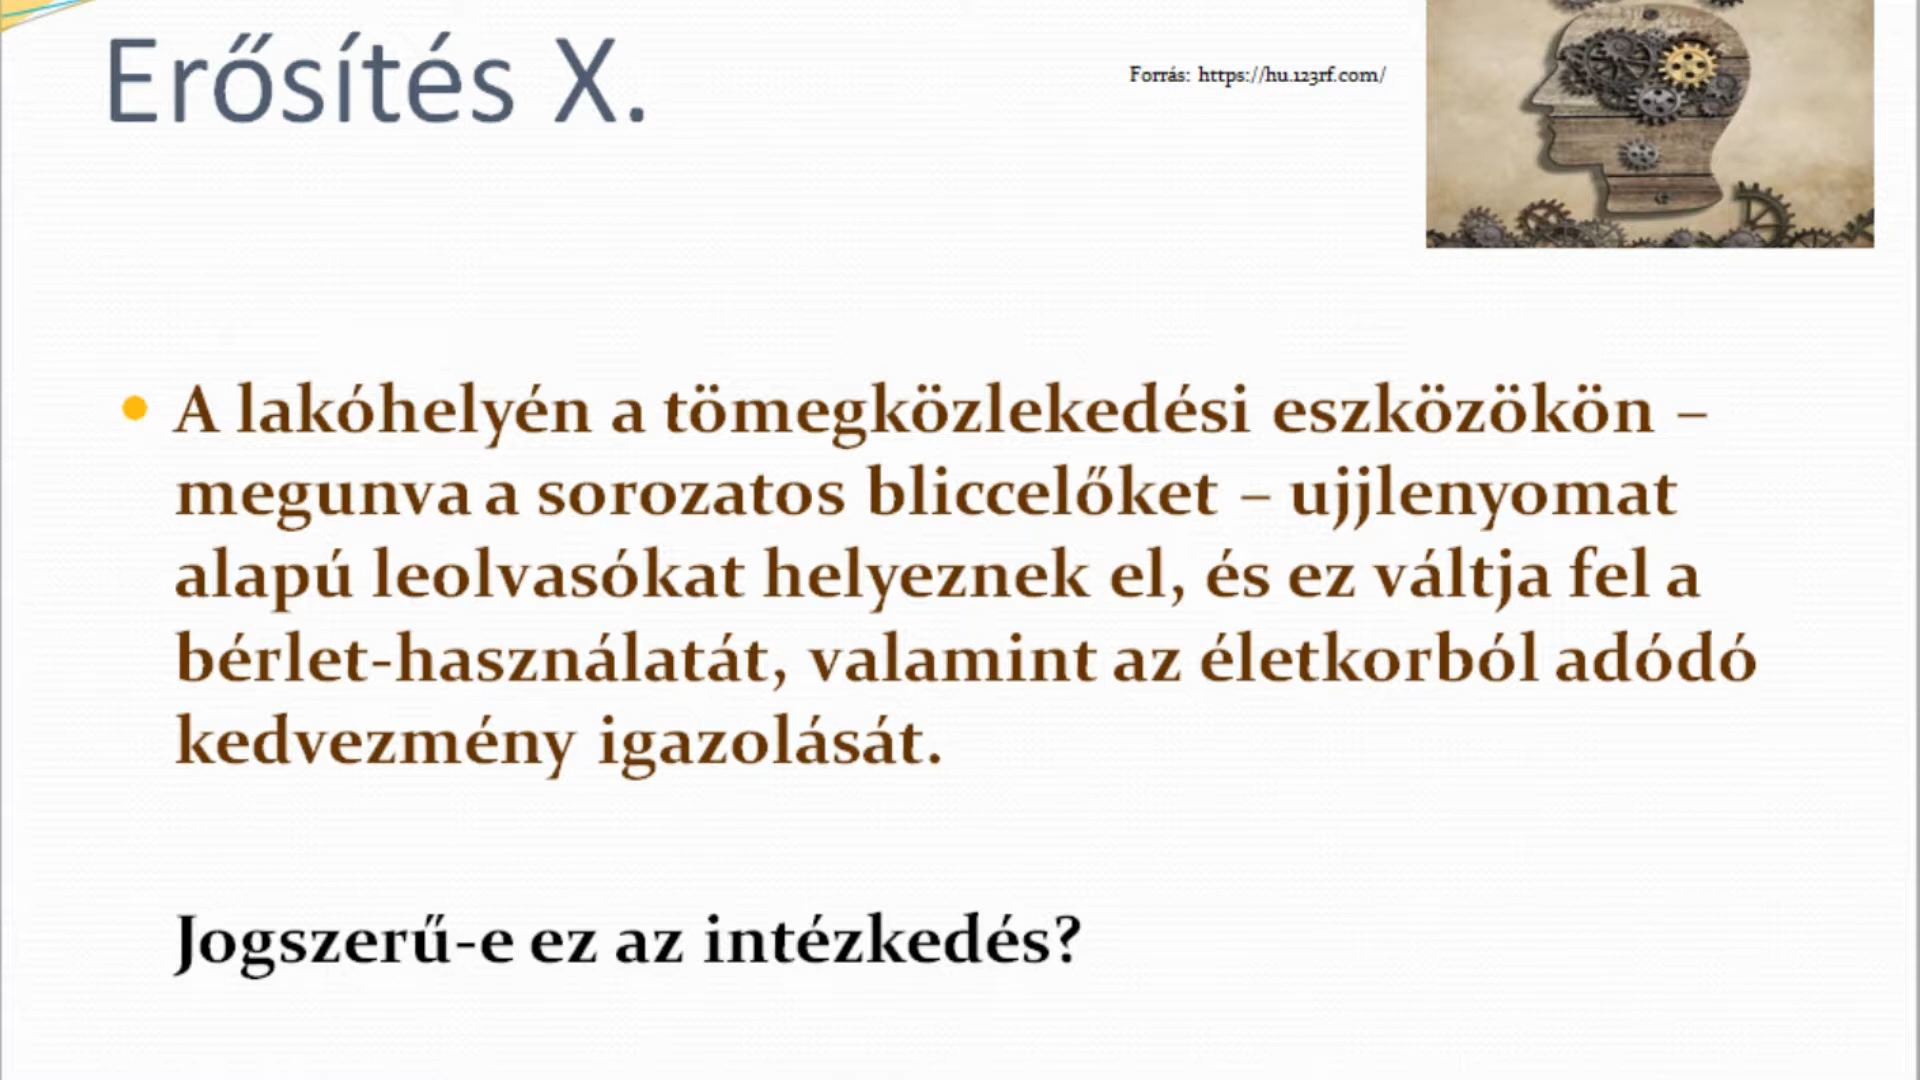 Erősítés X.
Forrás: https://hu.123rf.com/
A lakóhelyén a tömegközlekedési eszközökön –
megunva a sorozatos bliccelőket – ujjlenyomat
alapú leolvasókat helyeznek el, és ez váltja fel a
bérlet-használatát, valamint az életkorból adódó
kedvezmény igazolását.
Jogszerű-e ez az intézkedés?